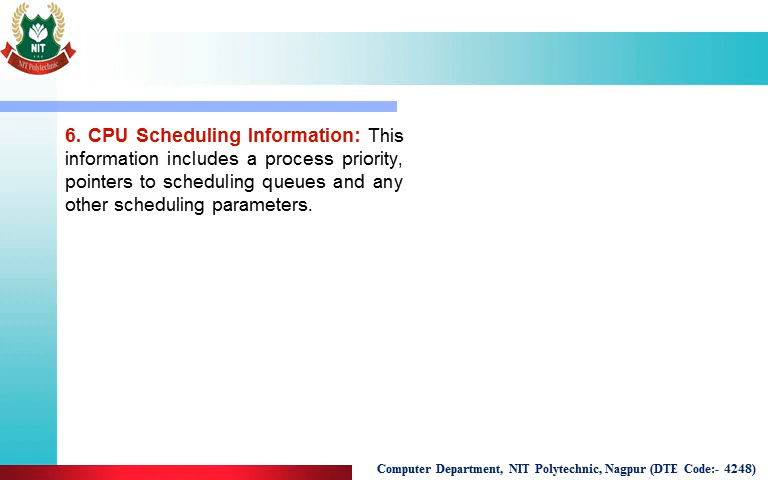 NIT
NIT Polytechnic
6. CPU Scheduling Information: This
information includes a process priority,
pointers to scheduling queues and any
other scheduling parameters.
Computer Department, NIT Polytechnic, Nagpur (DTE Code:- 4248)